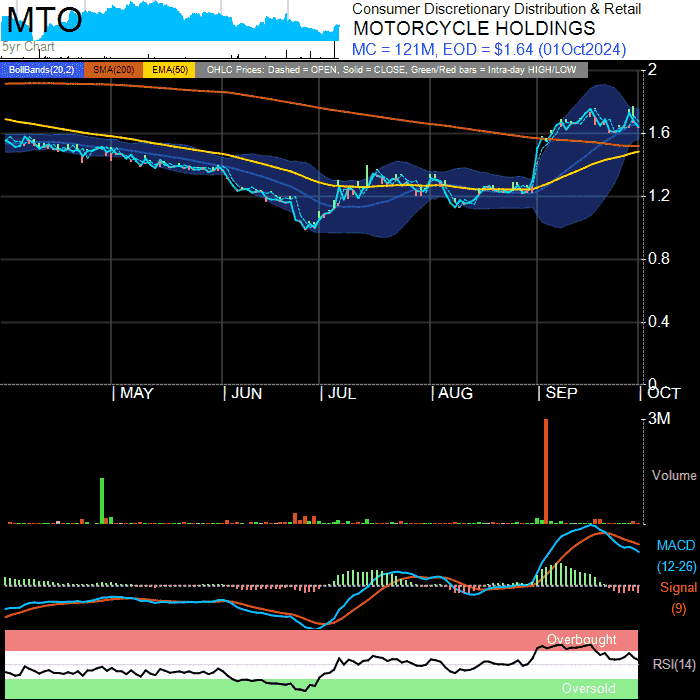 MTO
5yr Chart
Consumer Discretionary Distribution & Retail
MOTORCYCLE HOLDINGS
MC = 121M, EOD = $1.64 (01Oct2024)
BollBands(20,2) SMA(200) EMA(50) OHLC Prices: Dashed = OPEN, Solid = CLOSE, Green/Red bars = Intra-day HIGH/LOW
2
1.6
1.2
0.8
0.4
0
MAY JUN JUL AUG SEP OCT
3M
Volume
MACD
(12-26)
Signal
(9)
Overbought
RSI(14)
Oversold